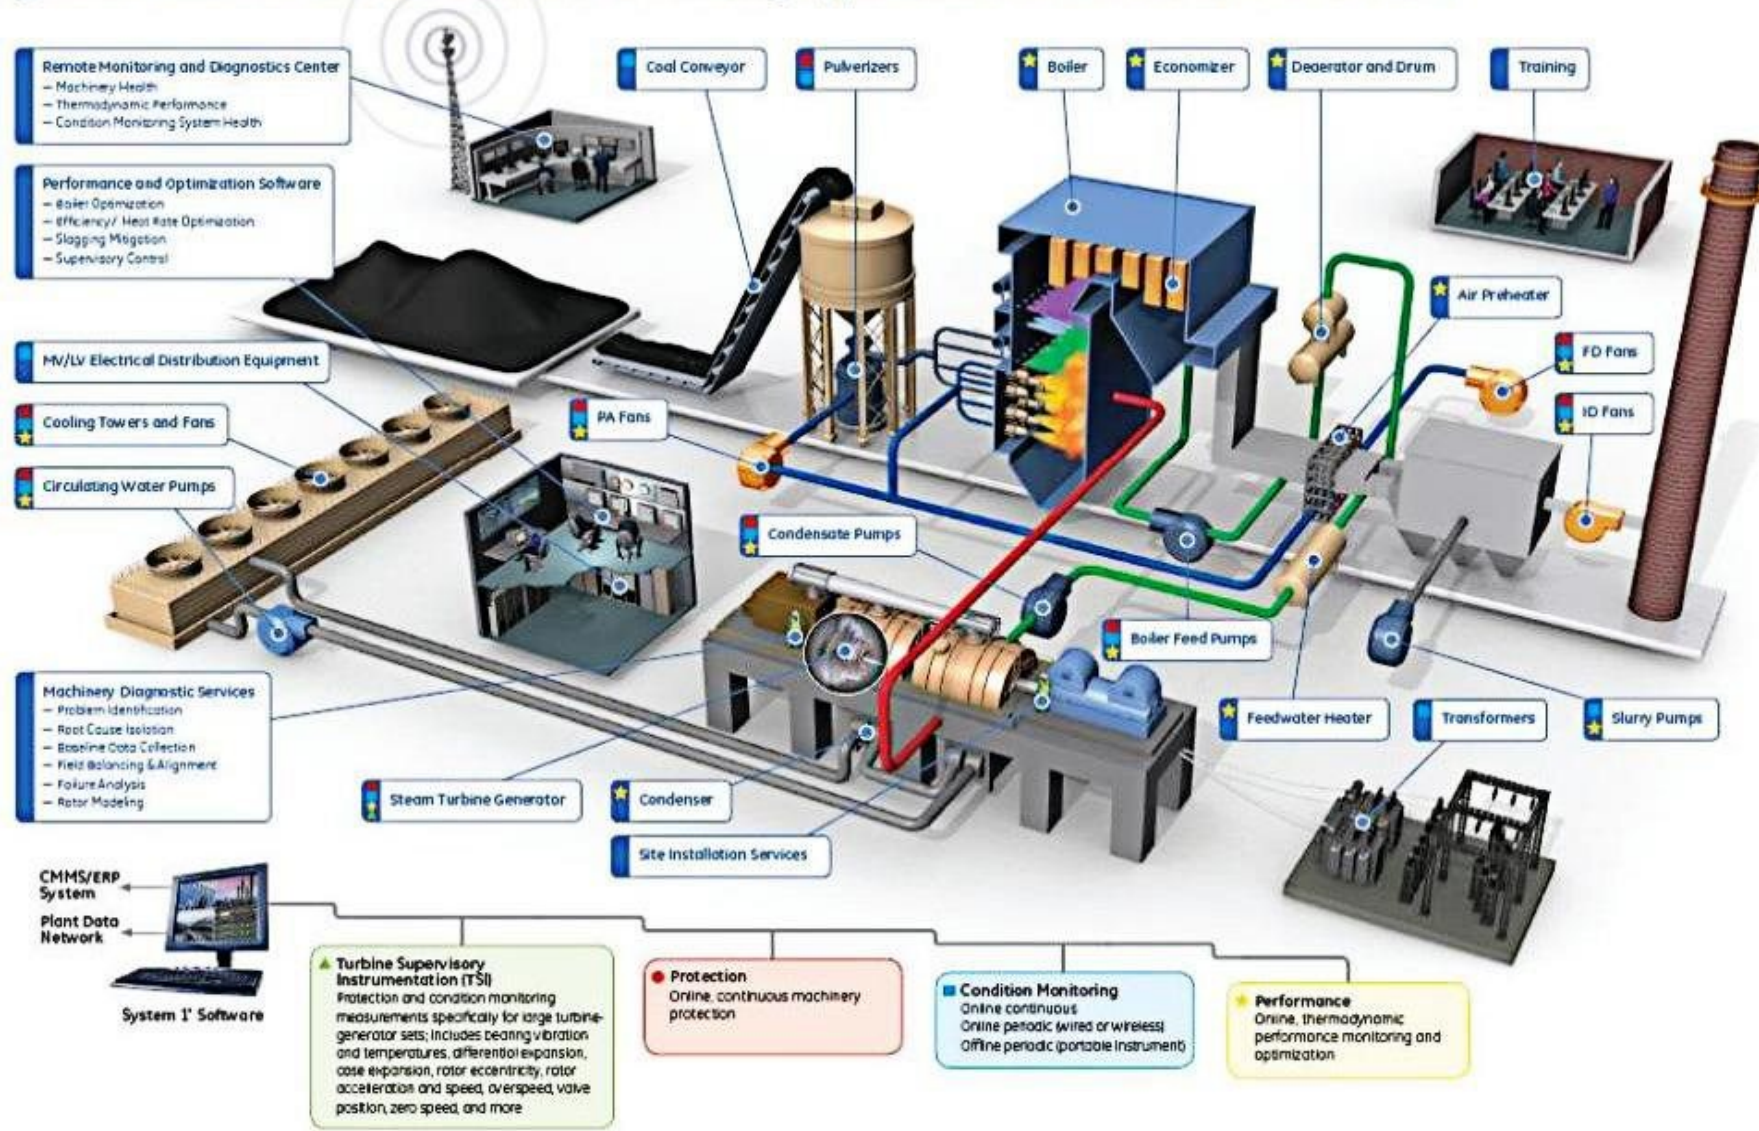 Remote Monitoring and Diagnostics Center
– Machinery Health
– Thermodynamic Performance
– Condition Monitoring System Health
Coal Conveyor
Pulverizers
Boiler
Economizer
Deaerator and Drum
Training
Performance and Optimization Software
– Boiler Optimization
– Efficiency / Heat Rate Optimization
– Slagging Mitigation
– Supervisory Control
Air Preheater
MV/LV Electrical Distribution Equipment
FD Fans
Cooling Towers and Fans
PA Fans
ID Fans
Circulating Water Pumps
Condensate Pumps
Boiler Feed Pumps
Machinery Diagnostic Services
– Problem Identification
– Root Cause Isolation
– Baseline Data Collection
– Field Balancing & Alignment
– Failure Analysis
– Rotor Modeling
Feedwater Heater
Transformers
Slurry Pumps
Steam Turbine Generator
Condenser
Site Installation Services
CMMS/ERP
System
Plant Data
Network
System 1* Software
Turbine Supervisory
Instrumentation (TSI)
Protection and condition monitoring
measurements specifically for large turbine-
generator sets; includes bearing vibration
and temperatures, differential expansion,
case expansion, rotor eccentricity, rotor
acceleration and speed, overspeed, valve
position, zero speed, and more
Protection
Online, continuous machinery
protection
Condition Monitoring
Online continuous
Online periodic (wired or wireless)
Offline periodic (portable instrument)
Performance
Online, thermodynamic
performance monitoring and
optimization